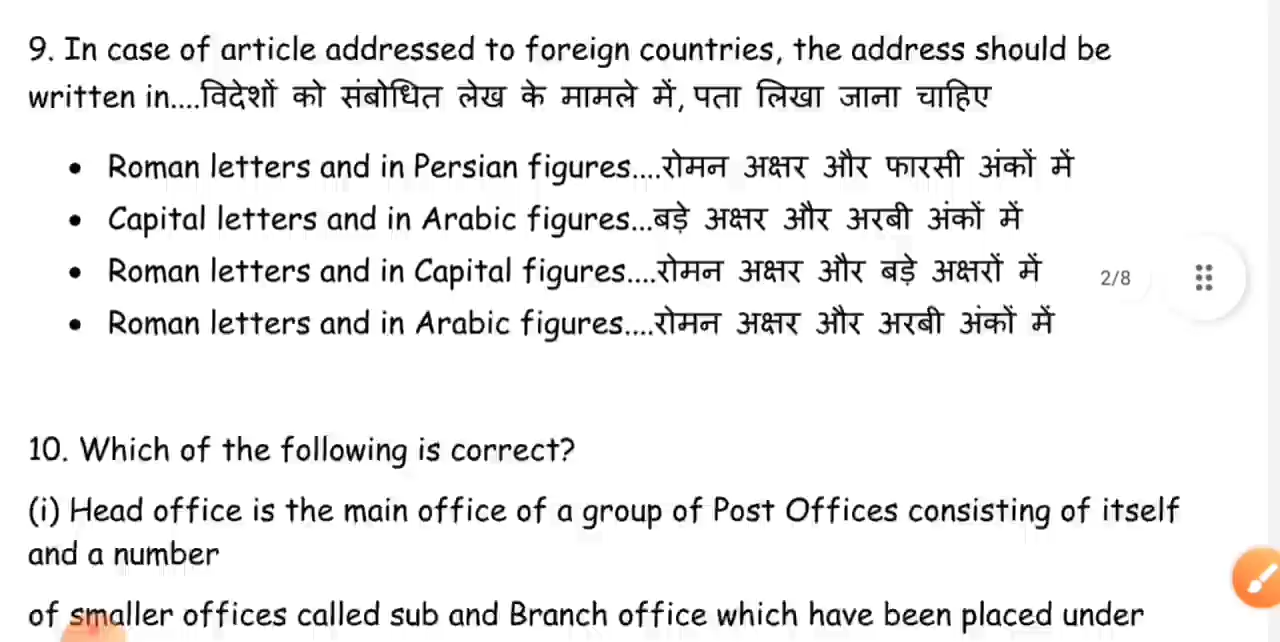 9. In case of article addressed to foreign countries, the address should be
written in....विदेशों को संबोधित लेख के मामले में, पता लिखा जाना चाहिए
• Roman letters and in Persian figures....रोमन अक्षर और फारसी अंकों में
• Capital letters and in Arabic figures...बड़े अक्षर और अरबी अंकों में
• Roman letters and in Capital figures....रोमन अक्षर और बड़े अक्षरों में
2/8
• Roman letters and in Arabic figures....रोमन अक्षर और अरबी अंकों में
10. Which of the following is correct?
(i) Head office is the main office of a group of Post Offices consisting of itself
and a number
of smaller offices called sub and Branch office which have been placed under